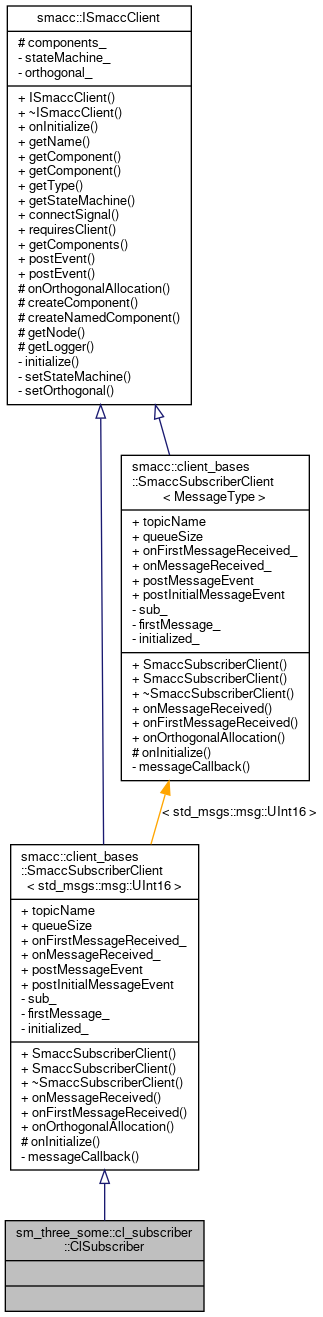 smacc::ISmaccClient
# components_
- stateMachine_
- orthogonal_
+ ISmaccClient()
+ ~ISmaccClient()
+ onInitialize()
+ getName()
+ getComponent()
+ getComponent()
+ getType()
+ getStateMachine()
+ connectSignal()
+ requiresClient()
+ getComponents()
+ postEvent()
+ postEvent()
# onOrthogonalAllocation()
# createComponent()
# createNamedComponent()
# getNode()
# getLogger()
- initialize()
- setStateMachine()
- setOrthogonal()
smacc::client_bases
::SmaccSubscriberClient
< MessageType >
+ topicName
+ queueSize
+ onFirstMessageReceived_
+ onMessageReceived_
+ postMessageEvent
+ postInitialMessageEvent
- sub_
- firstMessage_
- initialized_
+ SmaccSubscriberClient()
+ SmaccSubscriberClient()
+ ~SmaccSubscriberClient()
+ onMessageReceived()
+ onFirstMessageReceived()
+ onOrthogonalAllocation()
# onInitialize()
- messageCallback()
< std_msgs::msg::UInt16 >
smacc::client_bases
::SmaccSubscriberClient
< std_msgs::msg::UInt16 >
+ topicName
+ queueSize
+ onFirstMessageReceived_
+ onMessageReceived_
+ postMessageEvent
+ postInitialMessageEvent
- sub_
- firstMessage_
- initialized_
+ SmaccSubscriberClient()
+ SmaccSubscriberClient()
+ ~SmaccSubscriberClient()
+ onMessageReceived()
+ onFirstMessageReceived()
+ onOrthogonalAllocation()
# onInitialize()
- messageCallback()
sm_three_some::cl_subscriber
::ClSubscriber